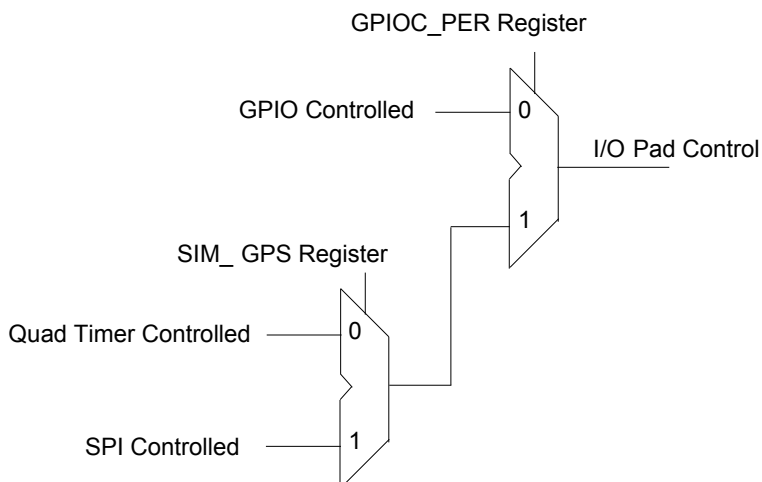 GPIOC_PER Register
GPIO Controlled
0
I/O Pad Control
1
SIM_ GPS Register
Quad Timer Controlled
0
SPI Controlled
1